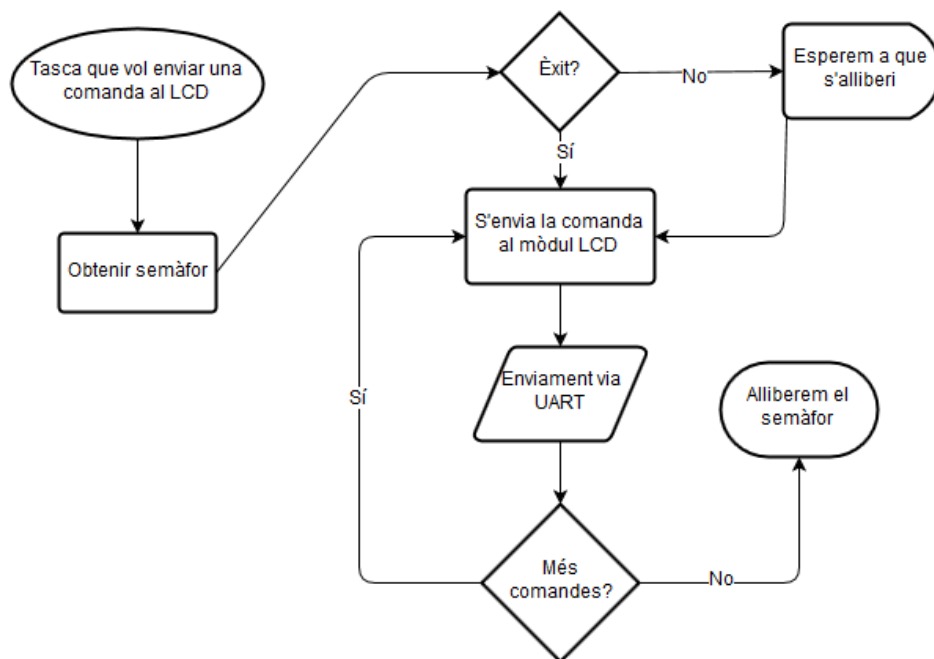 Tasca que vol enviar una
comanda al LCD
Obtenir semàfor
Èxit?
No
Esperem a que
s'alliberi
Sí
S'envia la comanda
al mòdul LCD
Enviament via
UART
Sí
Més
comandes?
No
Alliberem el
semàfor